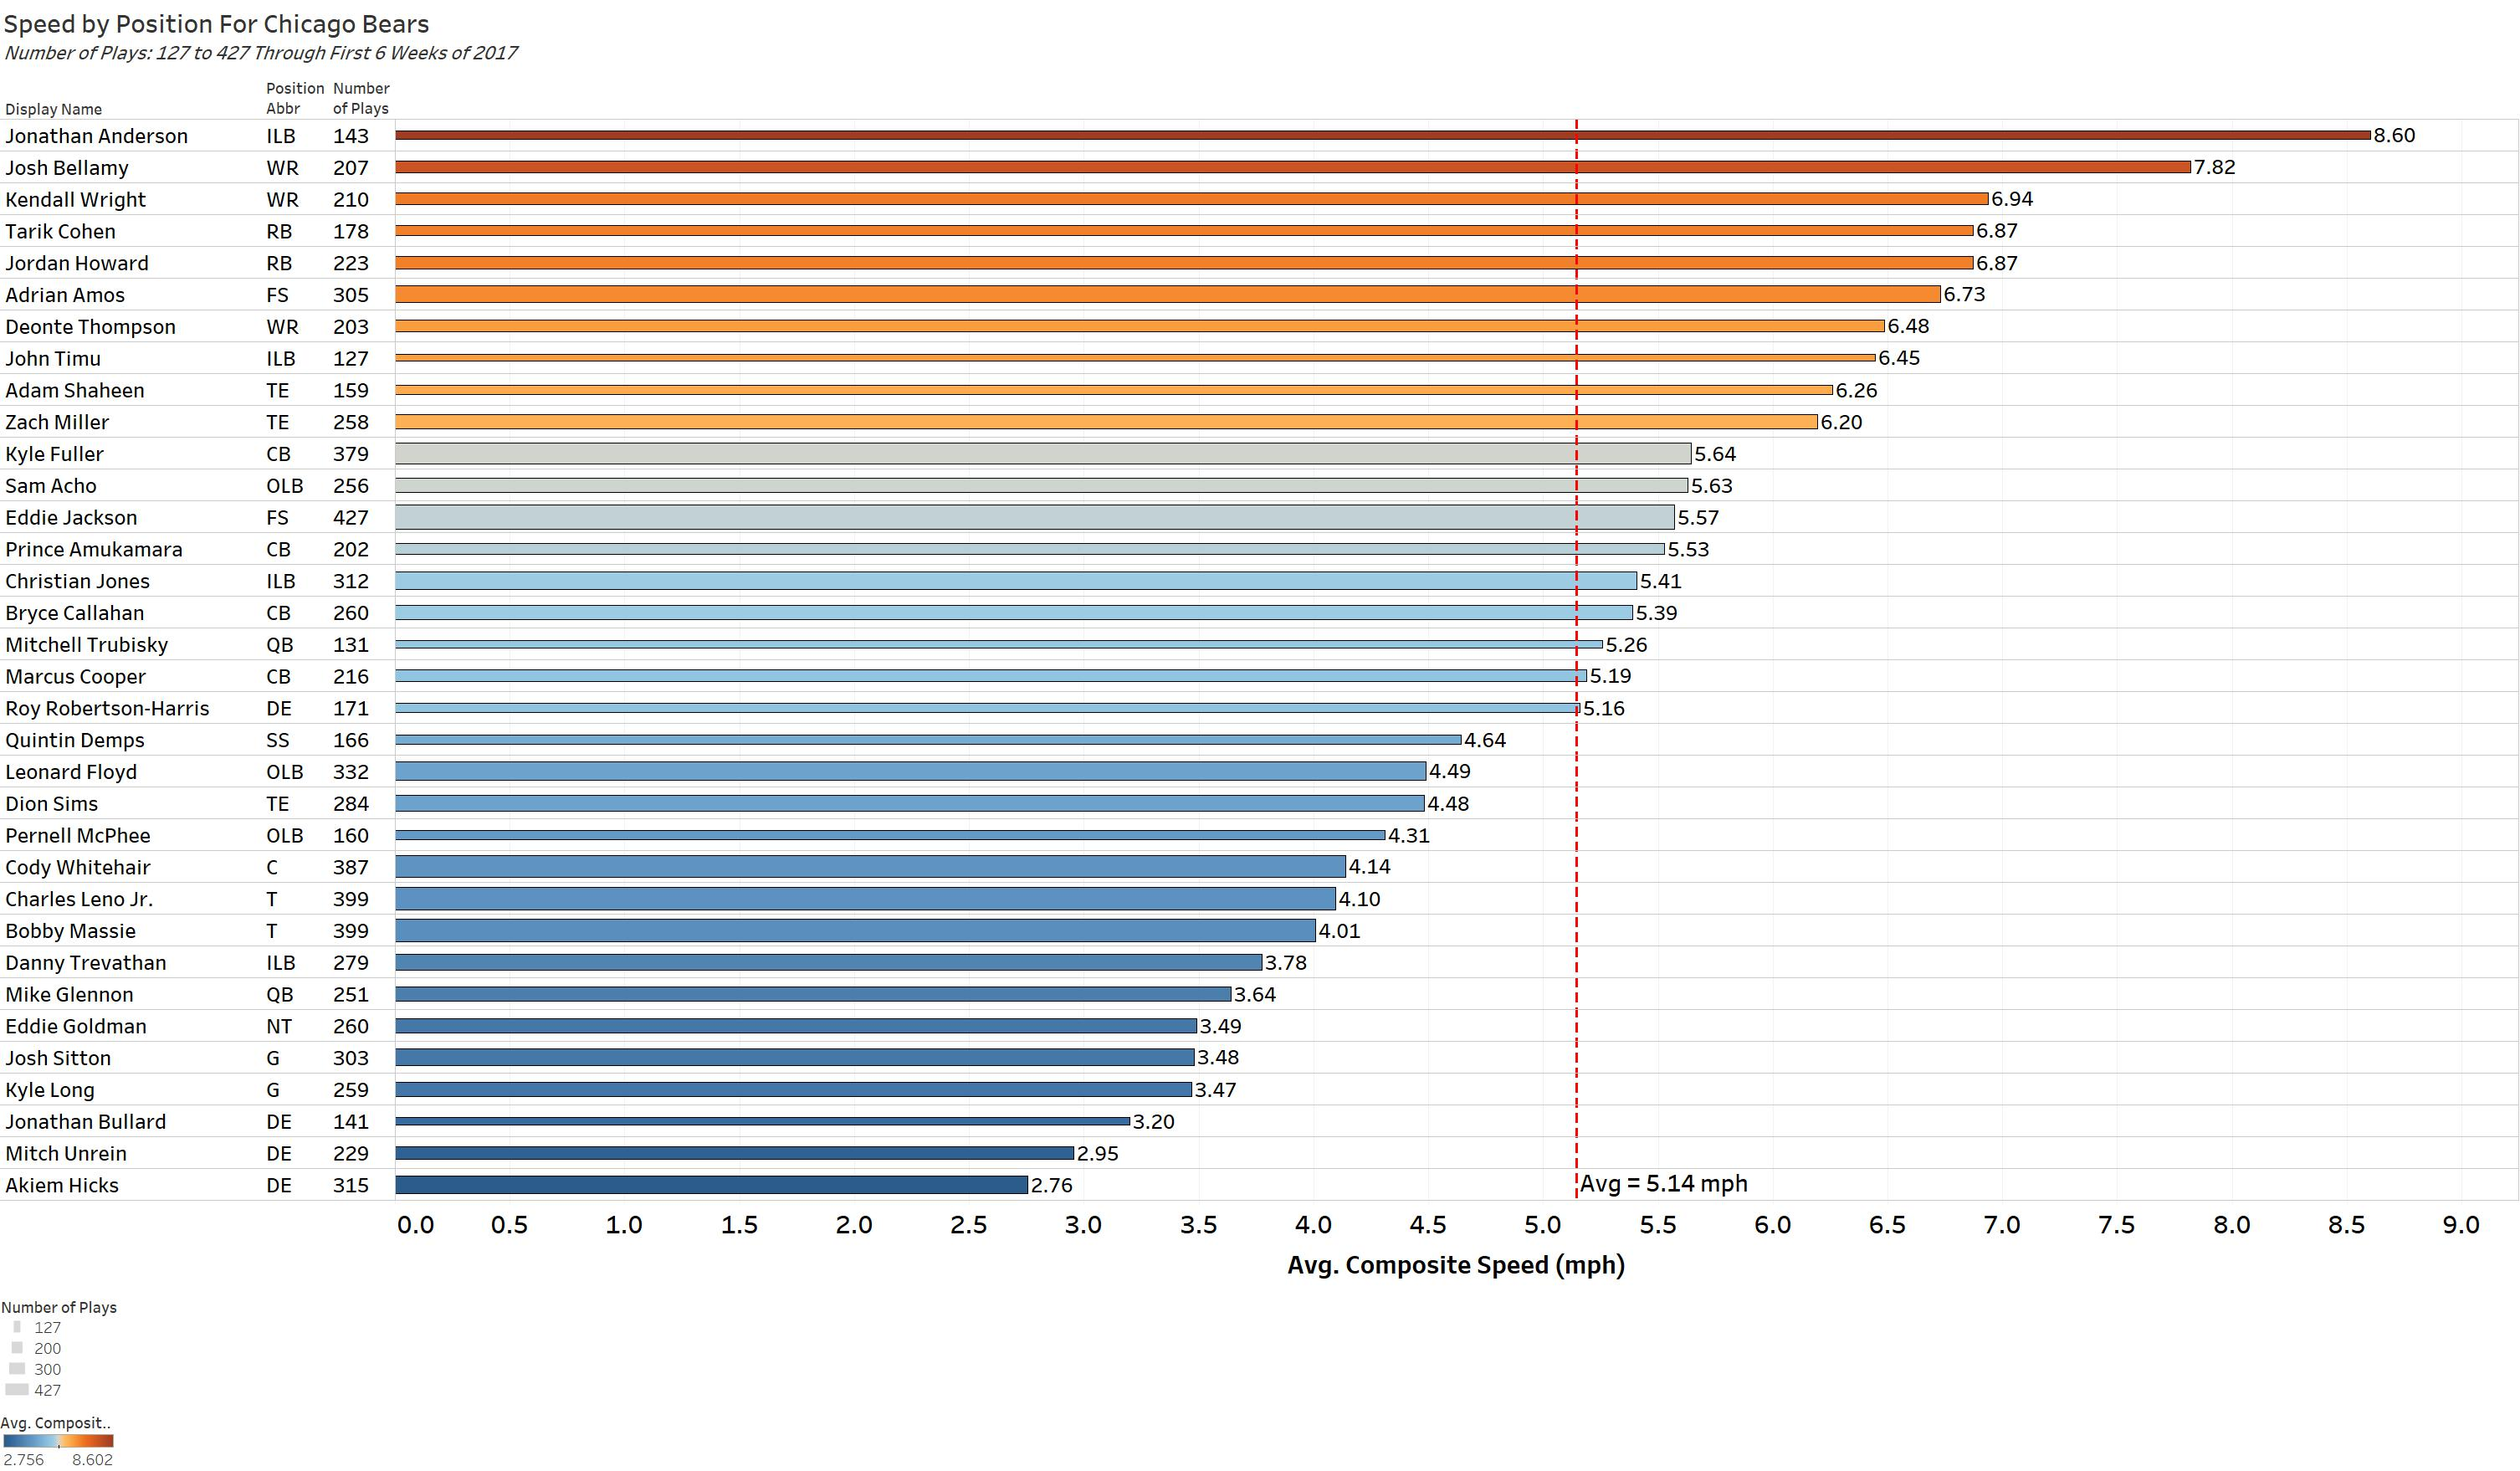 Speed by Position For Chicago Bears
Number of Plays: 127 to 427 Through First 6 Weeks of 2017
Display Name Position Abbr Number of Plays
Jonathan Anderson ILB 143 8.60
Josh Bellamy WR 207 7.82
Kendall Wright WR 210 6.94
Tarik Cohen RB 178 6.87
Jordan Howard RB 223 6.87
Adrian Amos FS 305 6.73
Deonte Thompson WR 203 6.48
John Timu ILB 127 6.45
Adam Shaheen TE 159 6.26
Zach Miller TE 258 6.20
Kyle Fuller CB 379 5.64
Sam Acho OLB 256 5.63
Eddie Jackson FS 427 5.57
Prince Amukamara CB 202 5.53
Christian Jones ILB 312 5.41
Bryce Callahan CB 260 5.39
Mitchell Trubisky QB 131 5.26
Marcus Cooper CB 216 5.19
Roy Robertson-Harris DE 171 5.16
Quintin Demps SS 166 4.64
Leonard Floyd OLB 332 4.49
Dion Sims TE 284 4.48
Pernell McPhee OLB 160 4.31
Cody Whitehair C 387 4.14
Charles Leno Jr. T 399 4.10
Bobby Massie T 399 4.01
Danny Trevathan ILB 279 3.78
Mike Glennon QB 251 3.64
Eddie Goldman NT 260 3.49
Josh Sitton G 303 3.48
Kyle Long G 259 3.47
Jonathan Bullard DE 141 3.20
Mitch Unrein DE 229 2.95
Akiem Hicks DE 315 2.76 Avg = 5.14 mph
0.0 0.5 1.0 1.5 2.0 2.5 3.0 3.5 4.0 4.5 5.0 5.5 6.0 6.5 7.0 7.5 8.0 8.5 9.0
Avg. Composite Speed (mph)
Number of Plays
127
200
300
427
Avg. Composit..
2.756 8.602